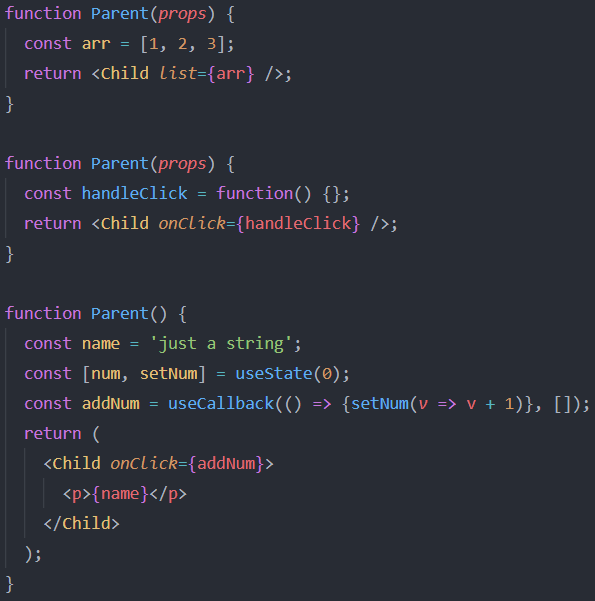 function Parent(props) {
  const arr = [1, 2, 3];
  return <Child list={arr} />;
}

function Parent(props) {
  const handleClick = function() {};
  return <Child onClick={handleClick} />;
}

function Parent() {
  const name = 'just a string';
  const [num, setNum] = useState(0);
  const addNum = useCallback(() => {setNum(v => v + 1)}, []);
  return (
    <Child onClick={addNum}>
      <p>{name}</p>
    </Child>
  );
}